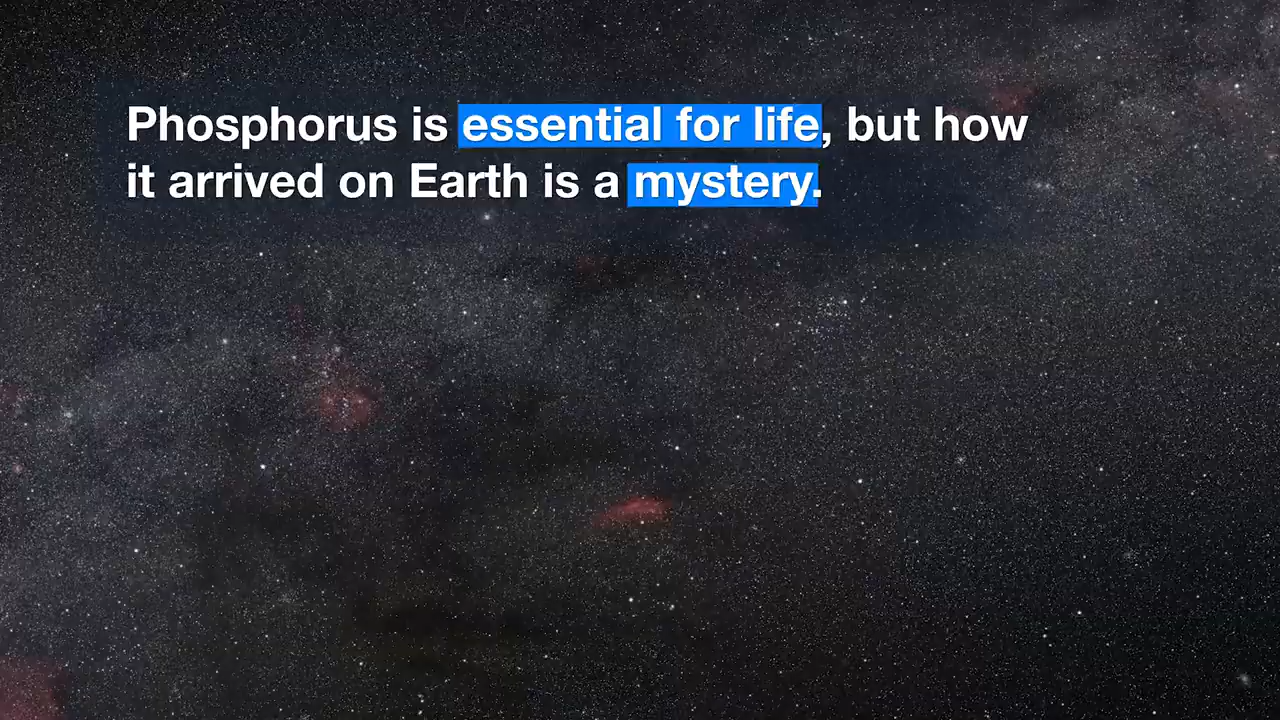 Phosphorus is essential for life, but how
it arrived on Earth is a mystery.